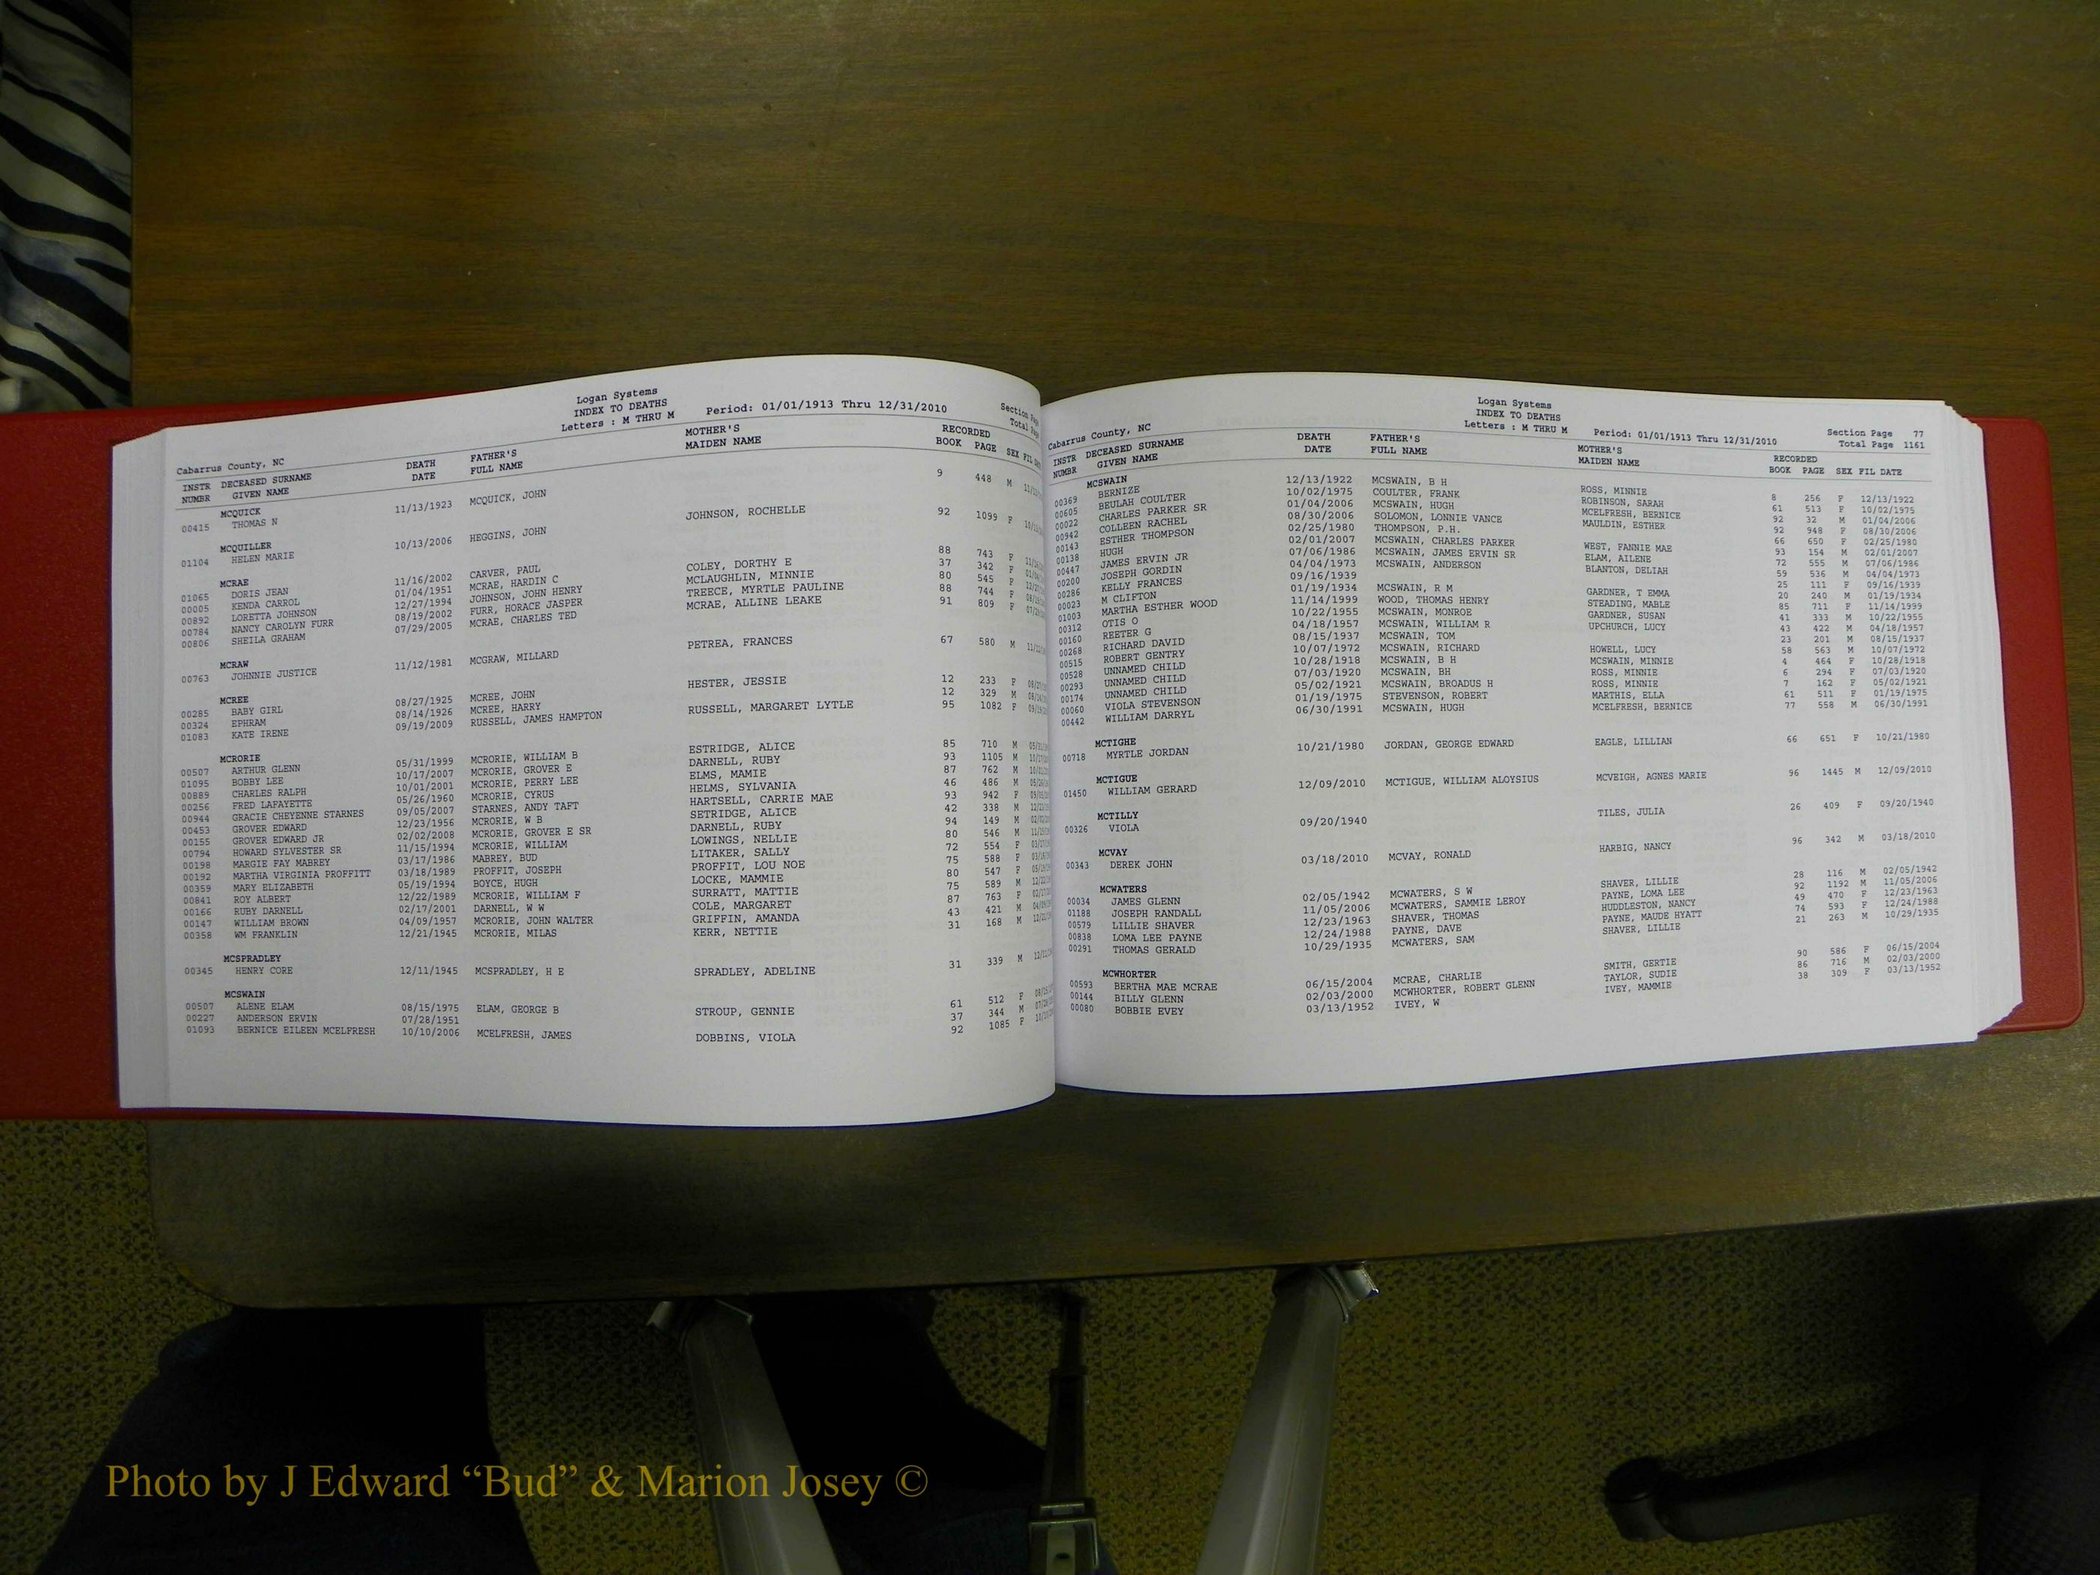 Logan Systems
INDEX TO DEATHS
Letters : M THRU M Period: 01/01/1913 Thru 12/31/2010 Section
Cabarrus County, NC Total
INSTR DECEASED SURNAME DEATH FATHER'S MOTHER'S RECORDED
NUMBR GIVEN NAME DATE FULL NAME MAIDEN NAME BOOK PAGE SEX FIL
MCQUICK
00415 THOMAS N 11/13/1923 MCQUICK, JOHN 9 448 M
MCQUILLER
01104 HELEN MARIE 10/13/2006 HEGGINS, JOHN JOHNSON, ROCHELLE 92 1099 F
MCRAE
01065 DORIS JEAN 11/16/2002 CARVER, PAUL COLEY, DORTHY E 88 743 F
00005 KENDA CARROL 01/04/1951 MCRAE, HARDIN C MCLAUGHLIN, MINNIE 37 342 F
00892 LORETTA JOHNSON 12/27/1994 JOHNSON, JOHN HENRY TREECE, MYRTLE PAULINE 80 545 F
00784 NANCY CAROLYN FURR 08/19/2002 FURR, HORACE JASPER MCRAE, ALLINE LEAKE 88 744 F
00806 SHEILA GRAHAM 07/29/2005 MCRAE, CHARLES TED 91 809 F
MCRAW
00763 JOHNNIE JUSTICE 11/12/1981 MCGRAW, MILLARD PETREA, FRANCES 67 580 M
MCREE
00285 BABY GIRL 08/27/1925 MCREE, JOHN HESTER, JESSIE 12 233 F
00324 EPHRAM 08/14/1926 MCREE, HARRY 12 329 M
01083 KATE IRENE 09/19/2009 RUSSELL, JAMES HAMPTON RUSSELL, MARGARET LYTLE 95 1082 F
MCRORIE
00507 ARTHUR GLENN 05/31/1999 MCRORIE, WILLIAM B ESTRIDGE, ALICE 85 710 M
01095 BOBBY LEE 10/17/2007 MCRORIE, GROVER E DARNELL, RUBY 93 1105 M
00889 CHARLES RALPH 10/01/2001 MCRORIE, PERRY LEE ELMS, MAMIE 87 762 M
00256 FRED LAFAYETTE 05/26/1960 MCRORIE, CYRUS HELMS, SYLVANIA 46 486 M
00944 GRACIE CHEYENNE STARNES 09/05/2007 STARNES, ANDY TAFT HARTSELL, CARRIE MAE 93 942 F
00453 GROVER EDWARD 12/23/1956 MCRORIE, W B SETRIDGE, ALICE 42 338 M
00155 GROVER EDWARD JR 02/02/2008 MCRORIE, GROVER E SR DARNELL, RUBY 94 149 M
00794 HOWARD SYLVESTER SR 11/15/1994 MCRORIE, WILLIAM LOWINGS, NELLIE 80 546 M
00198 MARGIE FAY MABREY 03/17/1986 MABREY, BUD LITAKER, SALLY 72 554 F
00192 MARTHA VIRGINIA PROFFITT 03/18/1989 PROFFIT, JOSEPH PROFFIT, LOU NOE 75 588 F
00359 MARY ELIZABETH 05/19/1994 BOYCE, HUGH LOCKE, MAMMIE 80 547 F
00841 ROY ALBERT 12/22/1989 MCRORIE, WILLIAM F SURRATT, MATTIE 75 589 M
00166 RUBY DARNELL 02/17/2001 DARNELL, W W COLE, MARGARET 87 763 F
00147 WILLIAM BROWN 04/09/1957 MCRORIE, JOHN WALTER GRIFFIN, AMANDA 43 421 M
00358 WM FRANKLIN 12/21/1945 MCRORIE, MILAS KERR, NETTIE 31 168 M
MCSPRADLEY
00345 HENRY CORE 12/11/1945 MCSPRADLEY, H E SPRADLEY, ADELINE 31 339 M
MCSWAIN
00507 ALENE ELAM 08/15/1975 ELAM, GEORGE B STROUP, GENNIE 61 512 F
00227 ANDERSON ERVIN 07/28/1951 37 344 M
01093 BERNICE EILEEN MCELFRESH 10/10/2006 MCELFRESH, JAMES DOBBINS, VIOLA 92 1085 F
Logan Systems
INDEX TO DEATHS
Letters : M THRU M Period: 01/01/1913 Thru 12/31/2010 Section Page 77
Cabarrus County, NC Total Page 1161
INSTR DECEASED SURNAME DEATH FATHER'S MOTHER'S RECORDED
NUMBR GIVEN NAME DATE FULL NAME MAIDEN NAME BOOK PAGE SEX FIL DATE
MCSWAIN
00369 BERNIZE 12/13/1922 MCSWAIN, B H ROSS, MINNIE 8 256 F 12/13/1922
00605 BEULAH COULTER 10/02/1975 COULTER, FRANK ROBINSON, SARAH 61 513 F 10/02/1975
00022 CHARLES PARKER SR 01/04/2006 MCSWAIN, HUGH MCELFRESH, BERNICE 92 32 M 01/04/2006
00942 COLLEEN RACHEL 08/30/2006 SOLOMON, LONNIE VANCE MAULDIN, ESTHER 92 948 F 08/30/2006
00143 ESTHER THOMPSON 02/25/1980 THOMPSON, P.H. 66 650 F 02/25/1980
00138 HUGH 02/01/2007 MCSWAIN, CHARLES PARKER WEST, FANNIE MAE 93 154 M 02/01/2007
00447 JAMES ERVIN JR 07/06/1986 MCSWAIN, JAMES ERVIN SR ELAM, AILENE 72 555 M 07/06/1986
00200 JOSEPH GORDIN 04/04/1973 MCSWAIN, ANDERSON BLANTON, DELIAH 59 536 M 04/04/1973
00286 KELLY FRANCES 09/16/1939 25 111 F 09/16/1939
00023 M CLIFTON 01/19/1934 MCSWAIN, R M GARDNER, T EMMA 20 240 M 01/19/1934
01003 MARTHA ESTHER WOOD 11/14/1999 WOOD, THOMAS HENRY STEADING, MABLE 85 711 F 11/14/1999
00312 OTIS O 10/22/1955 MCSWAIN, MONROE GARDNER, SUSAN 41 333 M 10/22/1955
00160 REETER G 04/18/1957 MCSWAIN, WILLIAM R UPCHURCH, LUCY 43 422 M 04/18/1957
00268 RICHARD DAVID 08/15/1937 MCSWAIN, TOM 23 201 M 08/15/1937
00515 ROBERT GENTRY 10/07/1972 MCSWAIN, RICHARD HOWELL, LUCY 58 563 M 10/07/1972
00528 UNNAMED CHILD 10/28/1918 MCSWAIN, B H MCSWAIN, MINNIE 4 464 F 10/28/1918
00293 UNNAMED CHILD 07/03/1920 MCSWAIN, BH ROSS, MINNIE 6 294 F 07/03/1920
00174 UNNAMED CHILD 05/02/1921 MCSWAIN, BROADUS H ROSS, MINNIE 7 162 F 05/02/1921
00060 VIOLA STEVENSON 01/19/1975 STEVENSON, ROBERT MARTHIS, ELLA 61 511 F 01/19/1975
00442 WILLIAM DARRYL 06/30/1991 MCSWAIN, HUGH MCELFRESH, BERNICE 77 558 M 06/30/1991
MCTIGHE
00718 MYRTLE JORDAN 10/21/1980 JORDAN, GEORGE EDWARD EAGLE, LILLIAN 66 651 F 10/21/1980
MCTIGUE
01450 WILLIAM GERARD 12/09/2010 MCTIGUE, WILLIAM ALOYSIUS MCVEIGH, AGNES MARIE 96 1445 M 12/09/2010
MCTILLY
00326 VIOLA 09/20/1940 TILES, JULIA 26 409 F 09/20/1940
MCVAY
00343 DEREK JOHN 03/18/2010 MCVAY, RONALD HARBIG, NANCY 96 342 M 03/18/2010
MCWATERS
00034 JAMES GLENN 02/05/1942 MCWATERS, S W SHAVER, LILLIE 28 116 M 02/05/1942
01188 JOSEPH RANDALL 11/05/2006 MCWATERS, SAMMIE LEROY PAYNE, LOMA LEE 92 1192 M 11/05/2006
00579 LILLIE SHAVER 12/23/1963 SHAVER, THOMAS HUDDLESTON, NANCY 49 470 F 12/23/1963
00838 LOMA LEE PAYNE 12/24/1988 PAYNE, DAVE PAYNE, MAUDE HYATT 74 593 F 12/24/1988
00291 THOMAS GERALD 10/29/1935 MCWATERS, SAM SHAVER, LILLIE 21 263 M 10/29/1935
MCWHORTER
00593 BERTHA MAE MCRAE 06/15/2004 MCRAE, CHARLIE SMITH, GERTIE 90 586 F 06/15/2004
00144 BILLY GLENN 02/03/2000 MCWHORTER, ROBERT GLENN TAYLOR, SUDIE 86 716 M 02/03/2000
00080 BOBBIE EVEY 03/13/1952 IVEY, W IVEY, MAMMIE 38 309 F 03/13/1952
Photo by J Edward “Bud” & Marion Josey ©